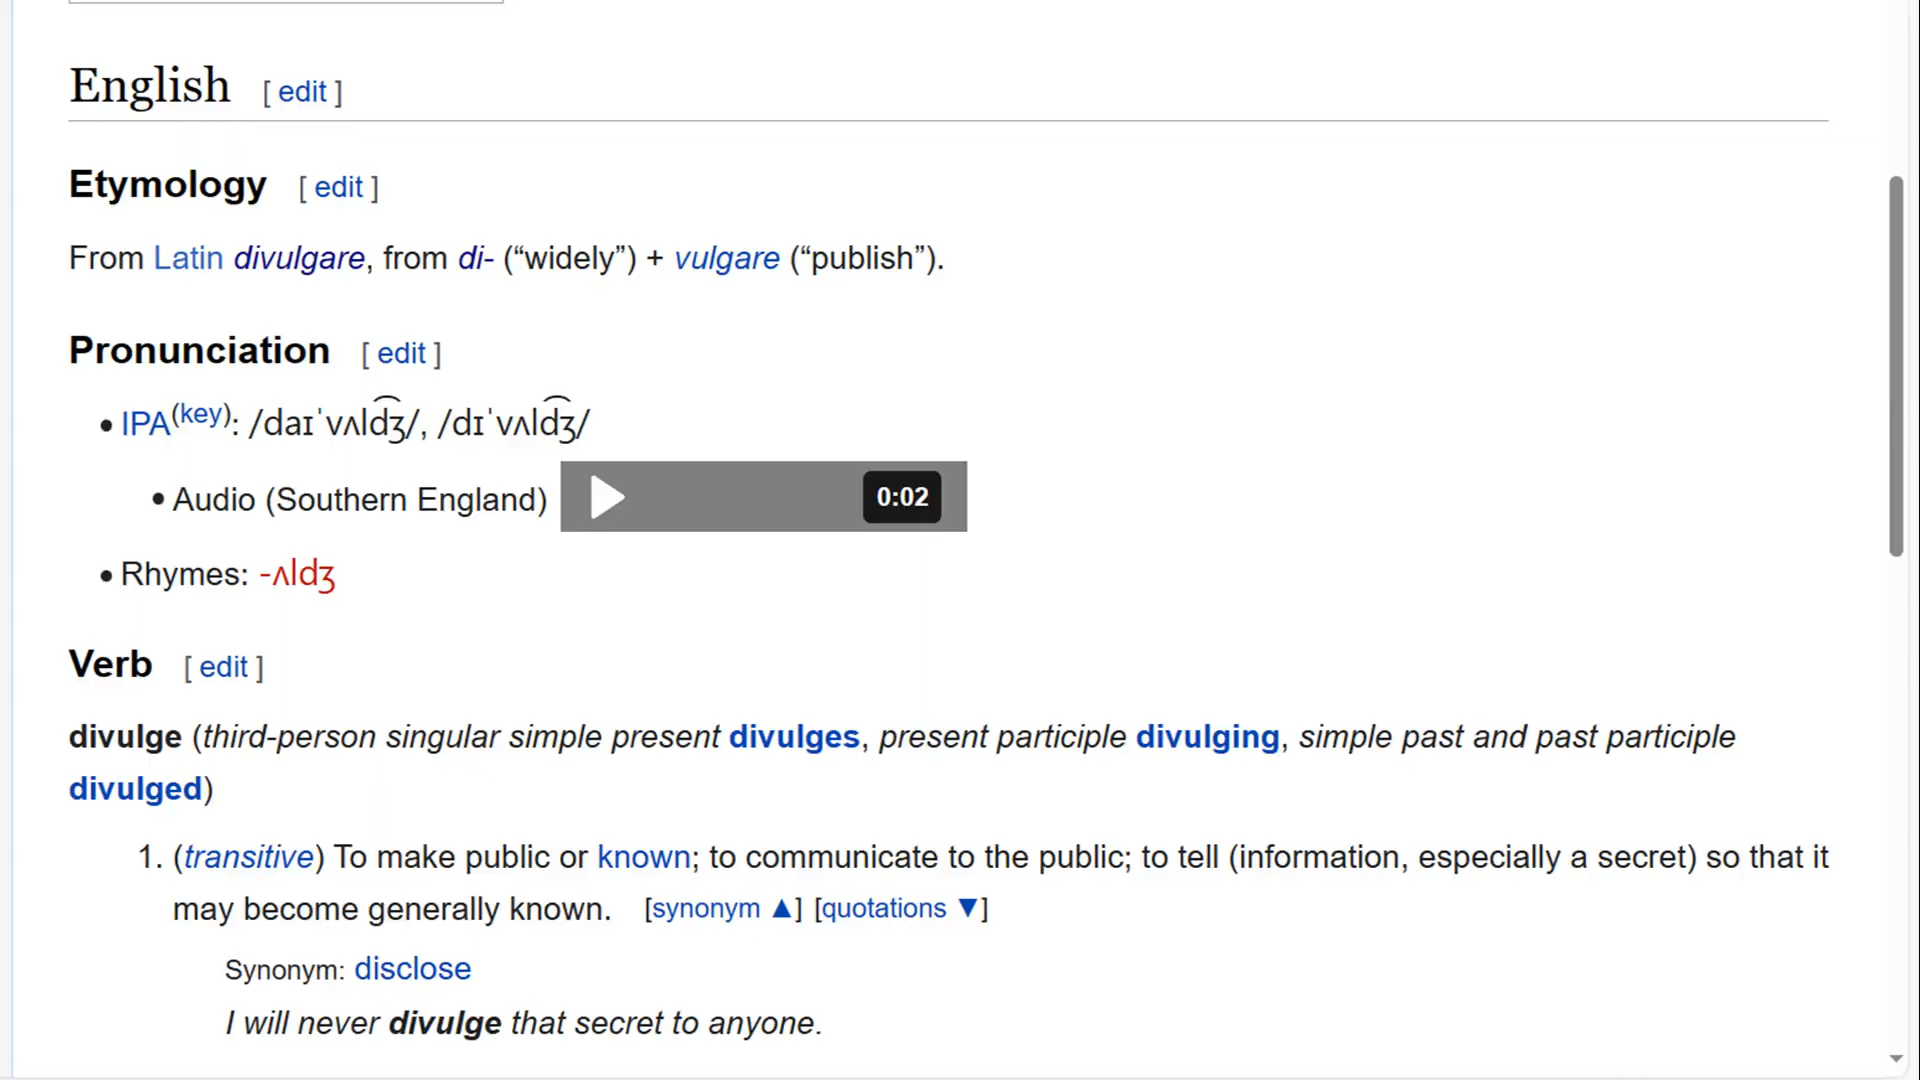 English [ edit ]
Etymology [ edit ]
From Latin divulgare, from di- (“widely”) + vulgare (“publish”).
Pronunciation [ edit ]
• IPA(key): /daɪˈvʌld͡ʒ/, /dɪˈvʌld͡ʒ/
• Audio (Southern England) 0:02
• Rhymes: -ʌldʒ
Verb [ edit ]
divulge (third-person singular simple present divulges, present participle divulging, simple past and past participle
divulged)
1. (transitive) To make public or known; to communicate to the public; to tell (information, especially a secret) so that it
may become generally known. [synonym ▲] [quotations ▼]
Synonym: disclose
I will never divulge that secret to anyone.